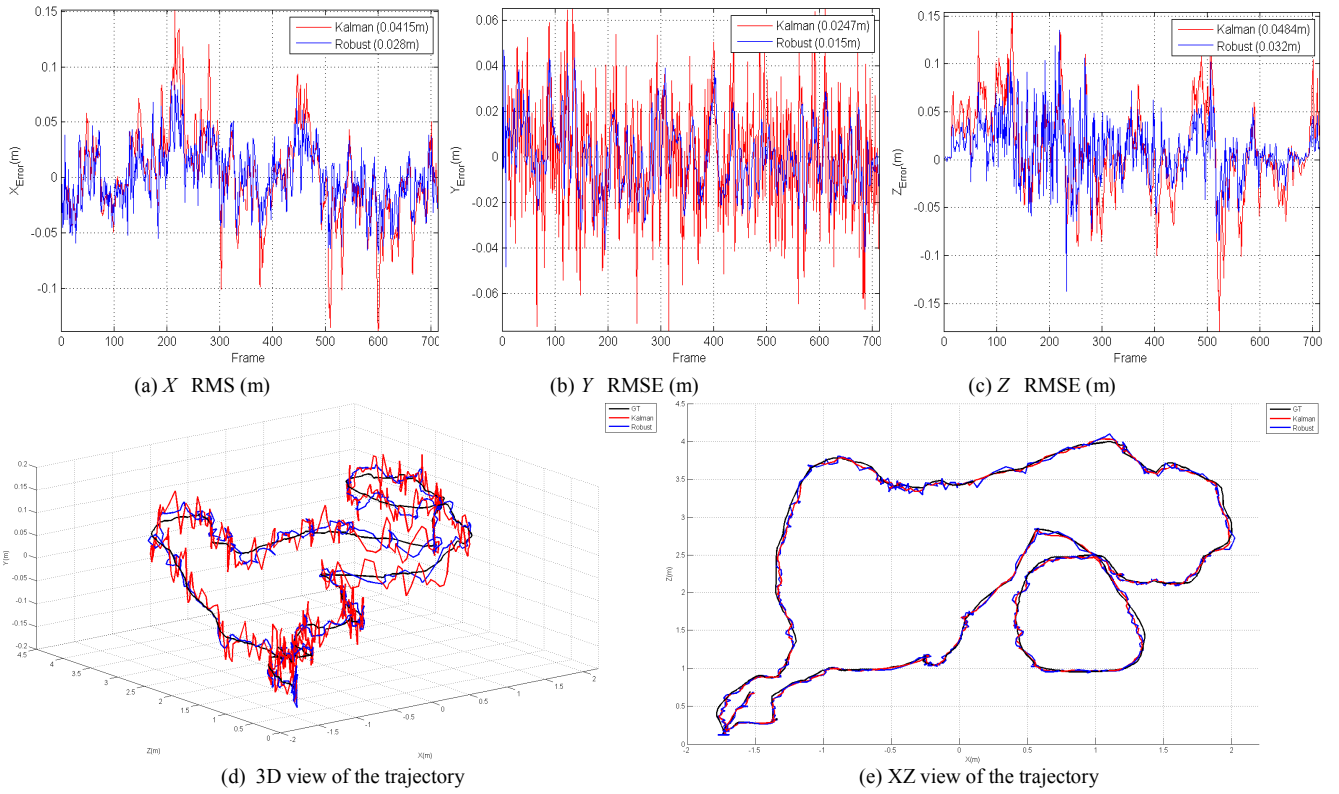 Kalman (0.0415m)
Robust (0.028m)
0.15
0.1
0.05
0
-0.05
-0.1
X_Error(m)
0 100 200 300 400 500 600 700
Frame
(a) X RMS (m)
Kalman (0.0247m)
Robust (0.015m)
0.06
0.04
0.02
0
-0.02
-0.04
-0.06
Y_Error(m)
0 100 200 300 400 500 600 700
Frame
(b) Y RMSE (m)
Kalman (0.0484m)
Robust (0.032m)
0.15
0.1
0.05
0
-0.05
-0.1
-0.15
Z_Error(m)
0 100 200 300 400 500 600 700
Frame
(c) Z RMSE (m)
GT
Kalman
Robust
0.2
0.15
0.1
0.05
0
-0.05
-0.1
-0.15
-0.2
Y(m)
4.5
4
3.5
3
2.5
2
1.5
1
0.5
0
Z(m)
-2
-1.5
-1
-0.5
0
0.5
1
1.5
2
X(m)
(d) 3D view of the trajectory
GT
Kalman
Robust
4.5
4
3.5
3
2.5
2
1.5
1
0.5
0
Z(m)
-2 -1.5 -1 -0.5 0 0.5 1 1.5 2
X(m)
(e) XZ view of the trajectory